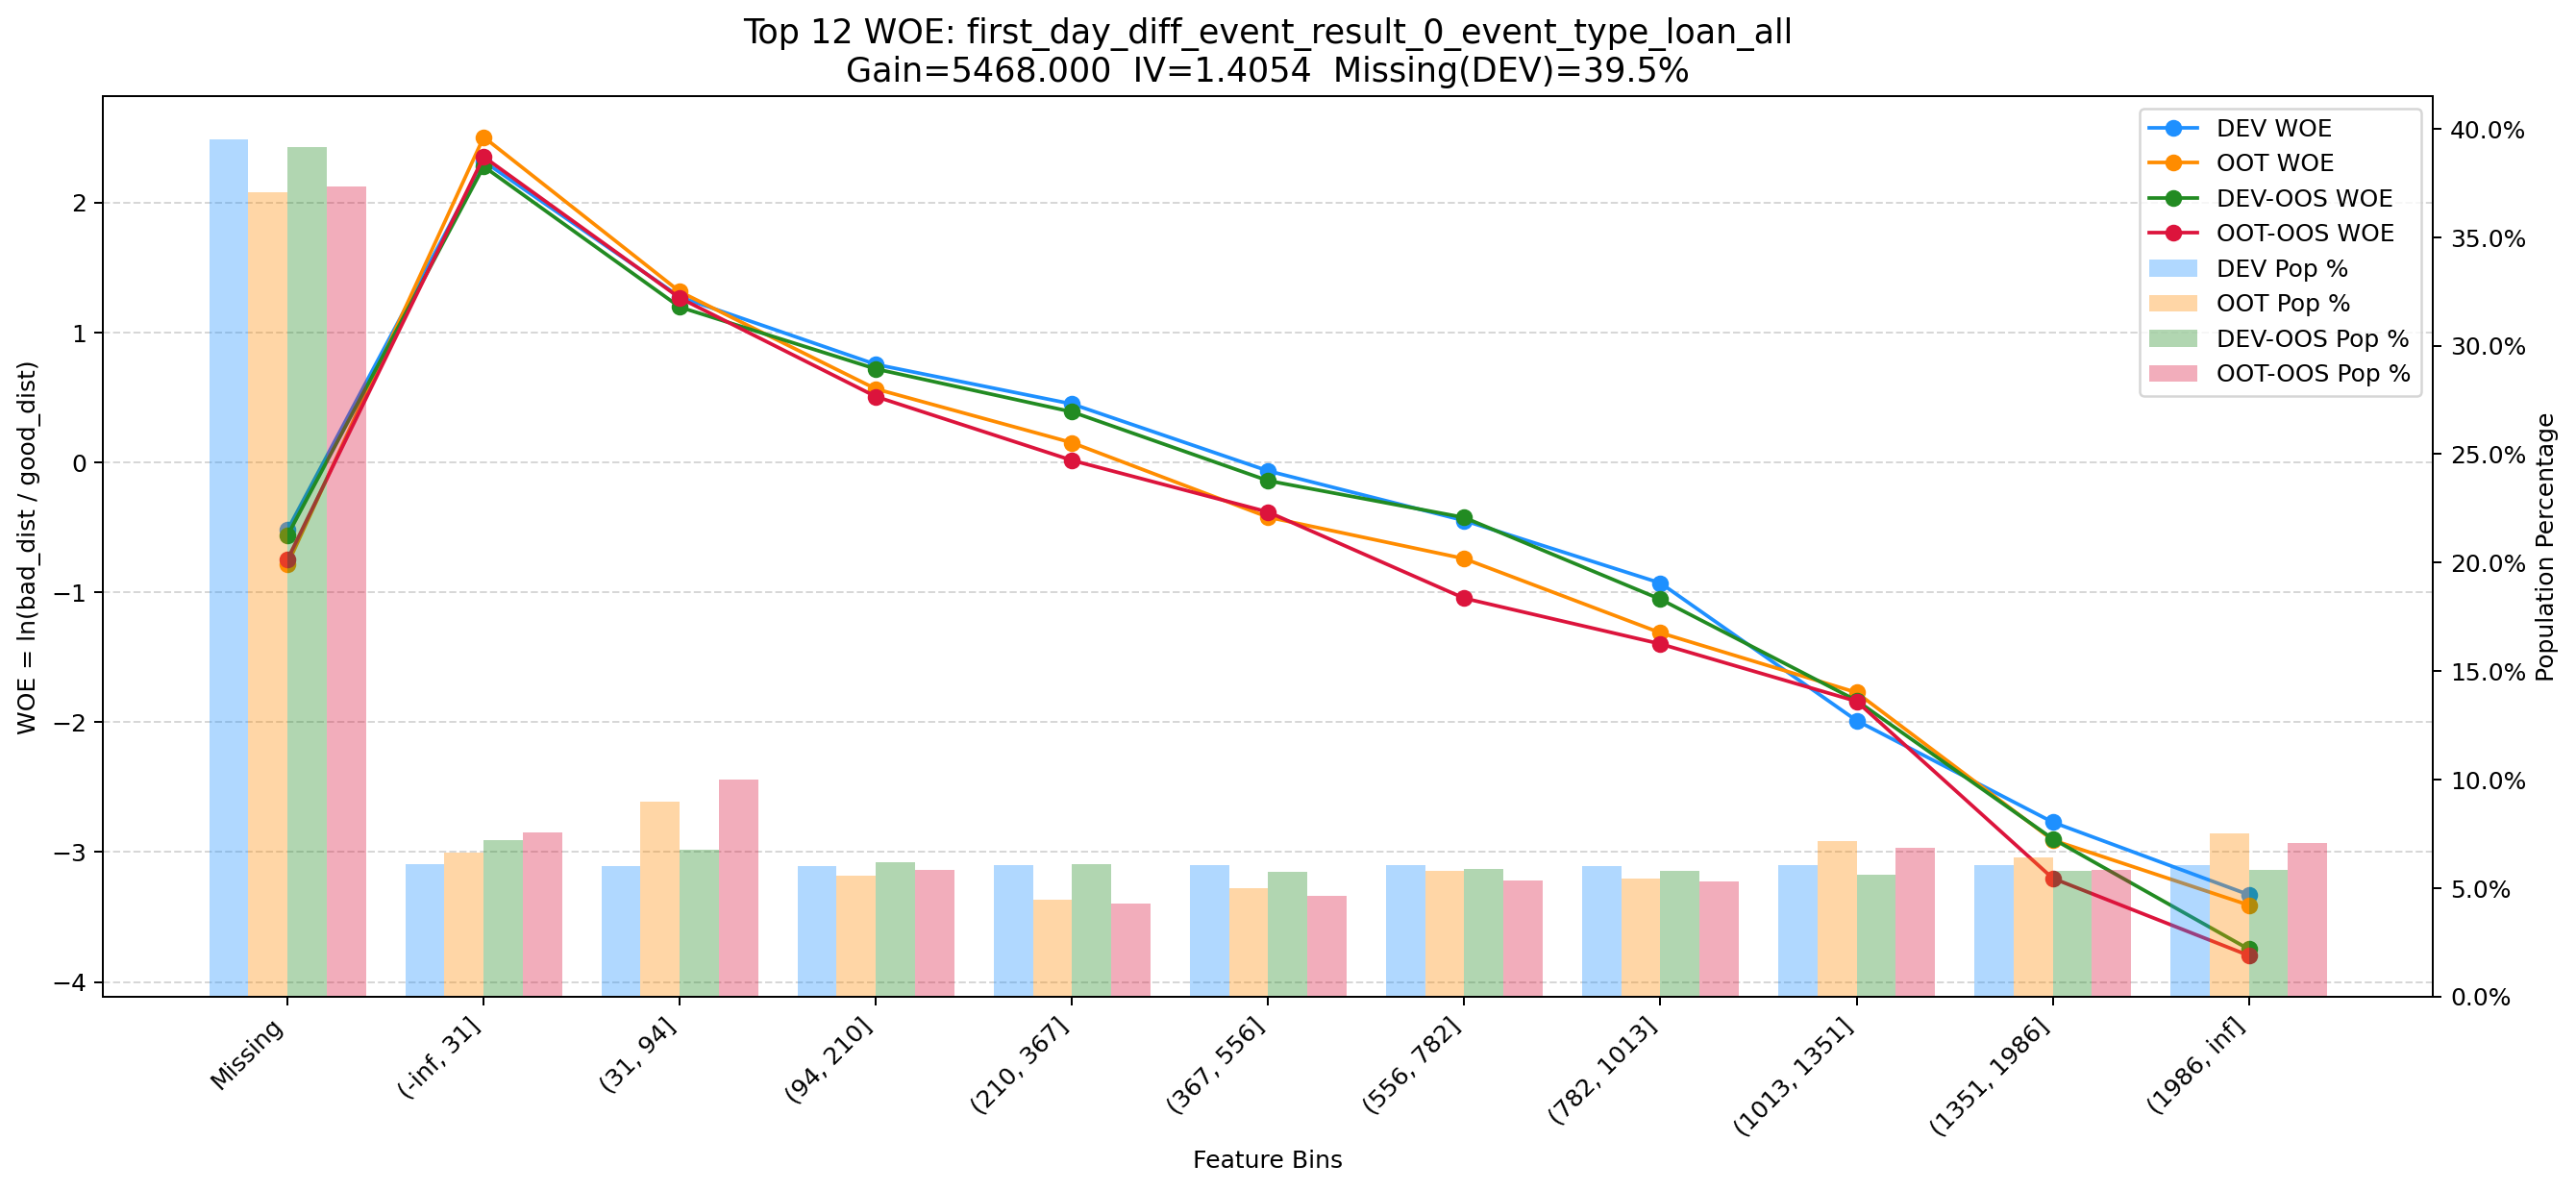 Top 12 WOE: first_day_diff_event_result_0_event_type_loan_all
Gain=5468.000  IV=1.4054  Missing(DEV)=39.5%
WOE = ln(bad_dist / good_dist)
2
1
0
−1
−2
−3
−4
DEV WOE
OOT WOE
DEV-OOS WOE
OOT-OOS WOE
DEV Pop %
OOT Pop %
DEV-OOS Pop %
OOT-OOS Pop %
40.0%
35.0%
30.0%
25.0%
20.0%
15.0%
10.0%
5.0%
0.0%
Population Percentage
Missing
(-inf, 31]
(31, 94]
(94, 210]
(210, 367]
(367, 556]
(556, 782]
(782, 1013]
(1013, 1351]
(1351, 1986]
(1986, inf]
Feature Bins